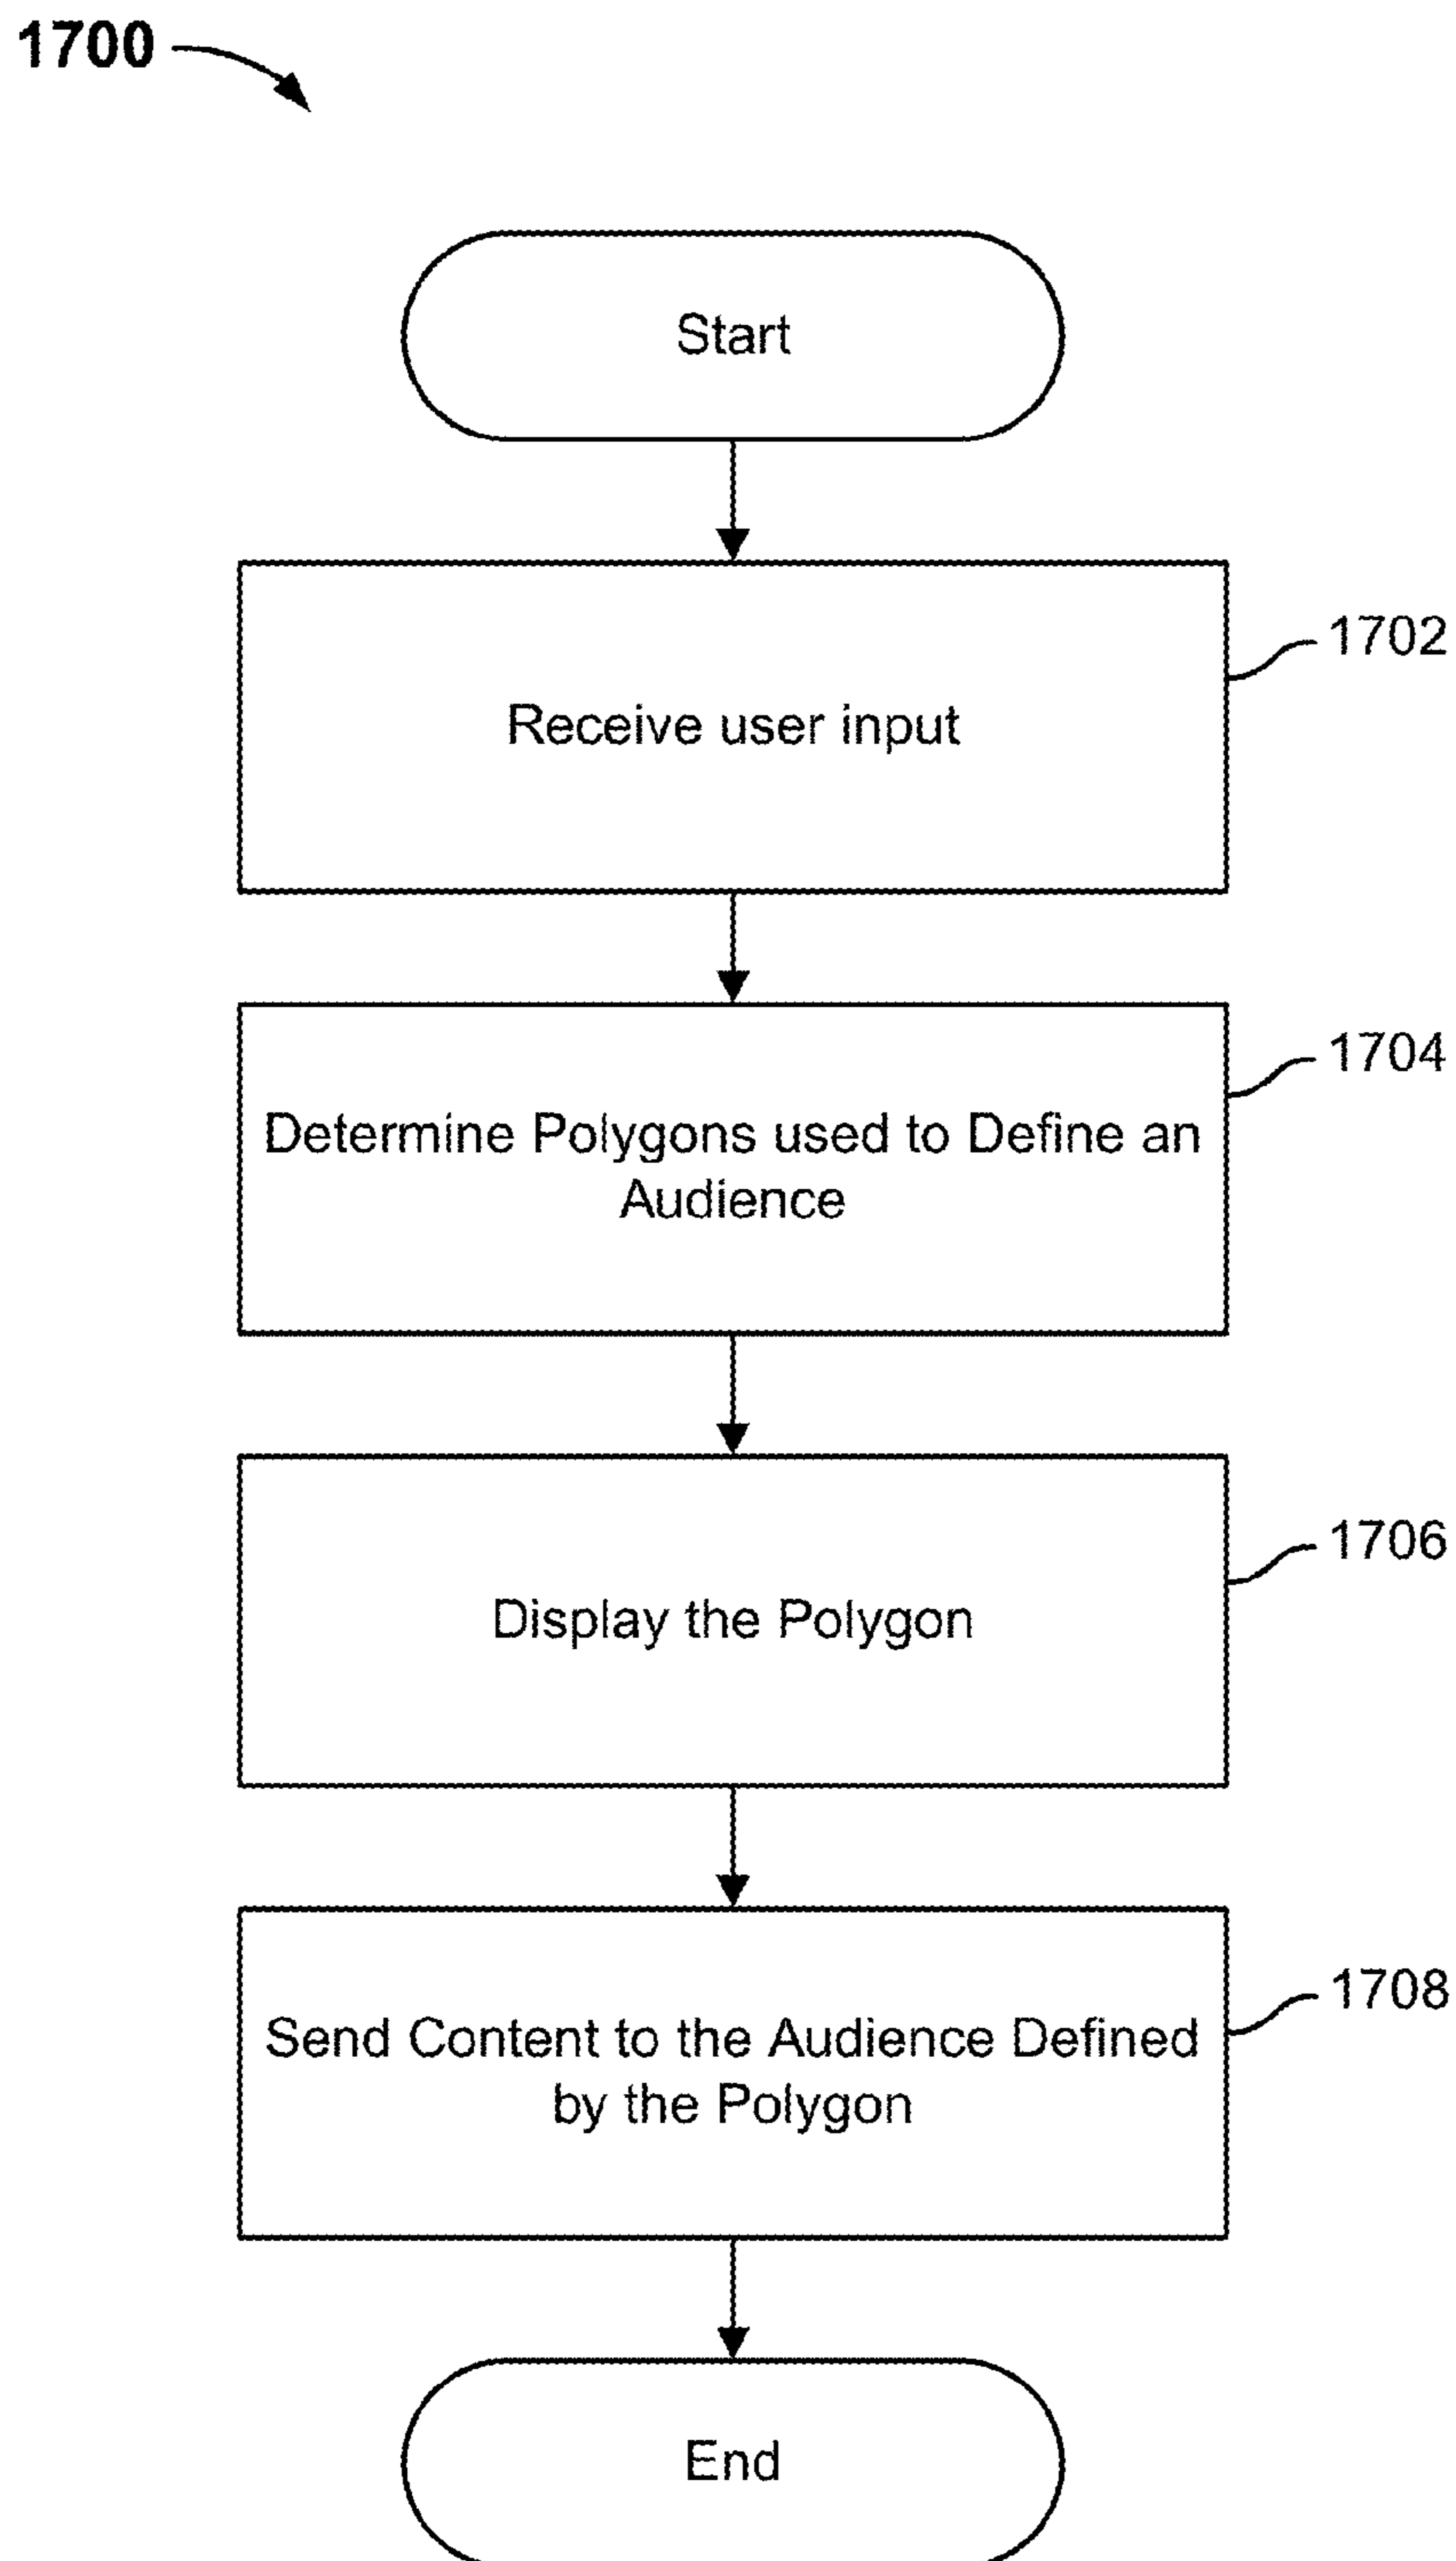 1700
Start
1702
Receive user input
1704
Determine Polygons used to Define an
Audience
1706
Display the Polygon
1708
Send Content to the Audience Defined
by the Polygon
End